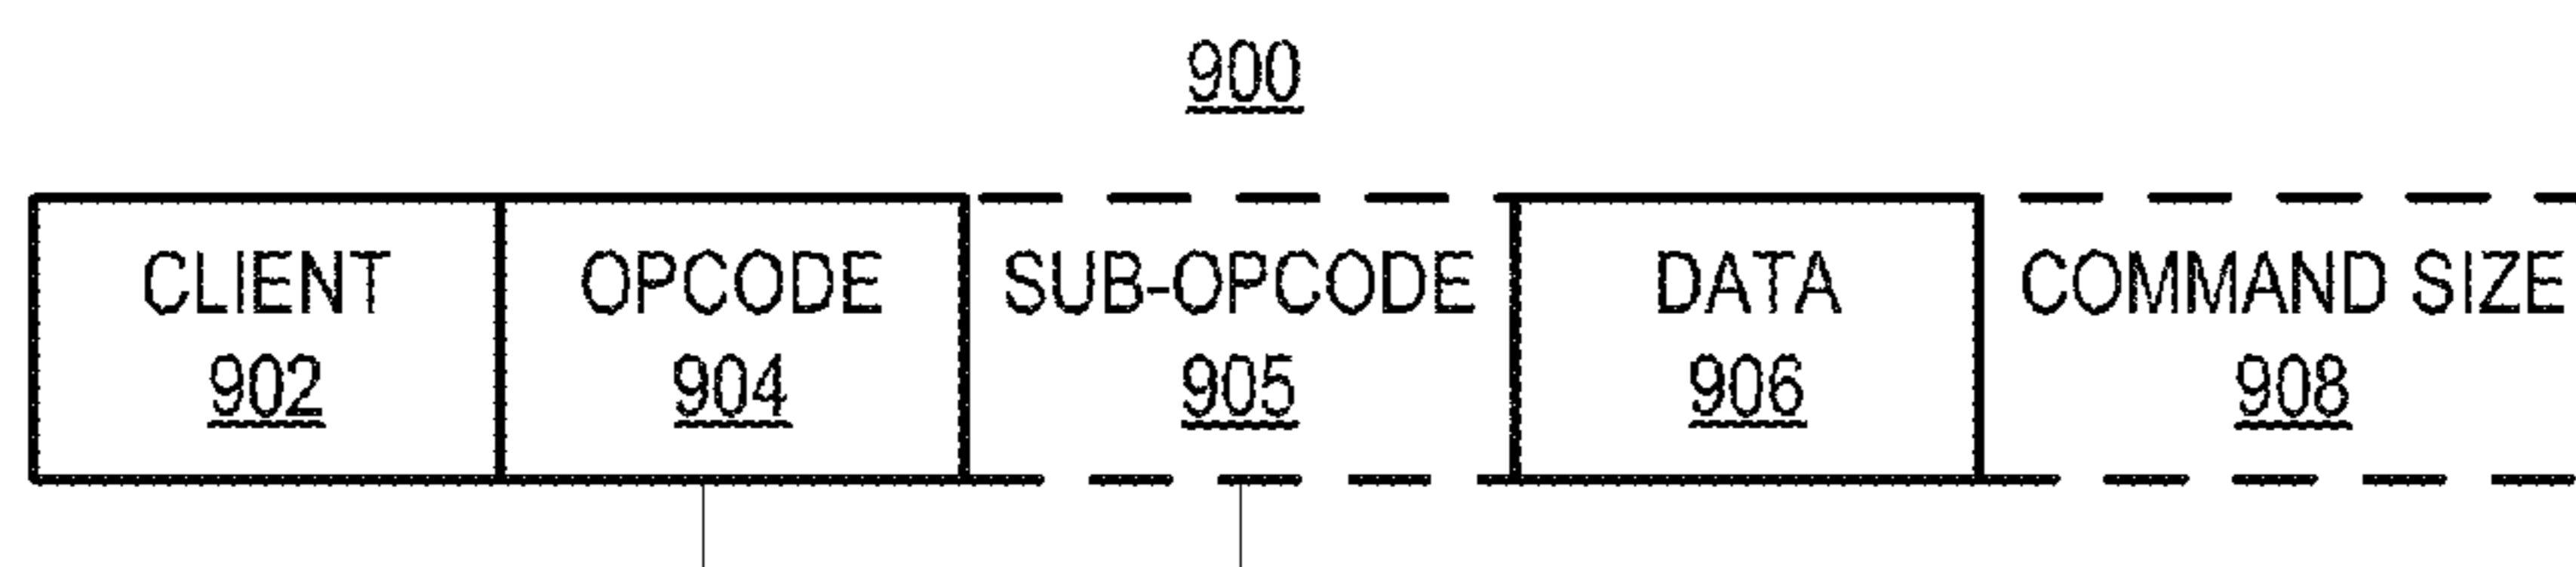 900
CLIENT OPCODE SUB-OPCODE DATA COMMAND SIZE
902 904 905 906 908